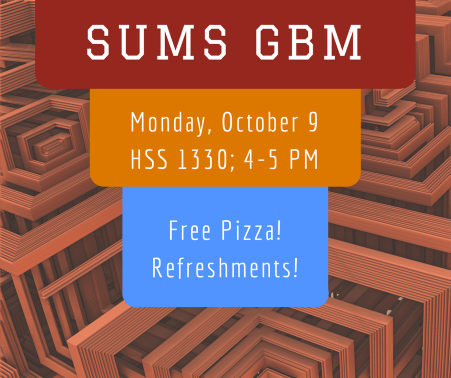 SUMS GBM
Monday, October 9
HSS 1330; 4-5 PM
Free Pizza!
Refreshments!